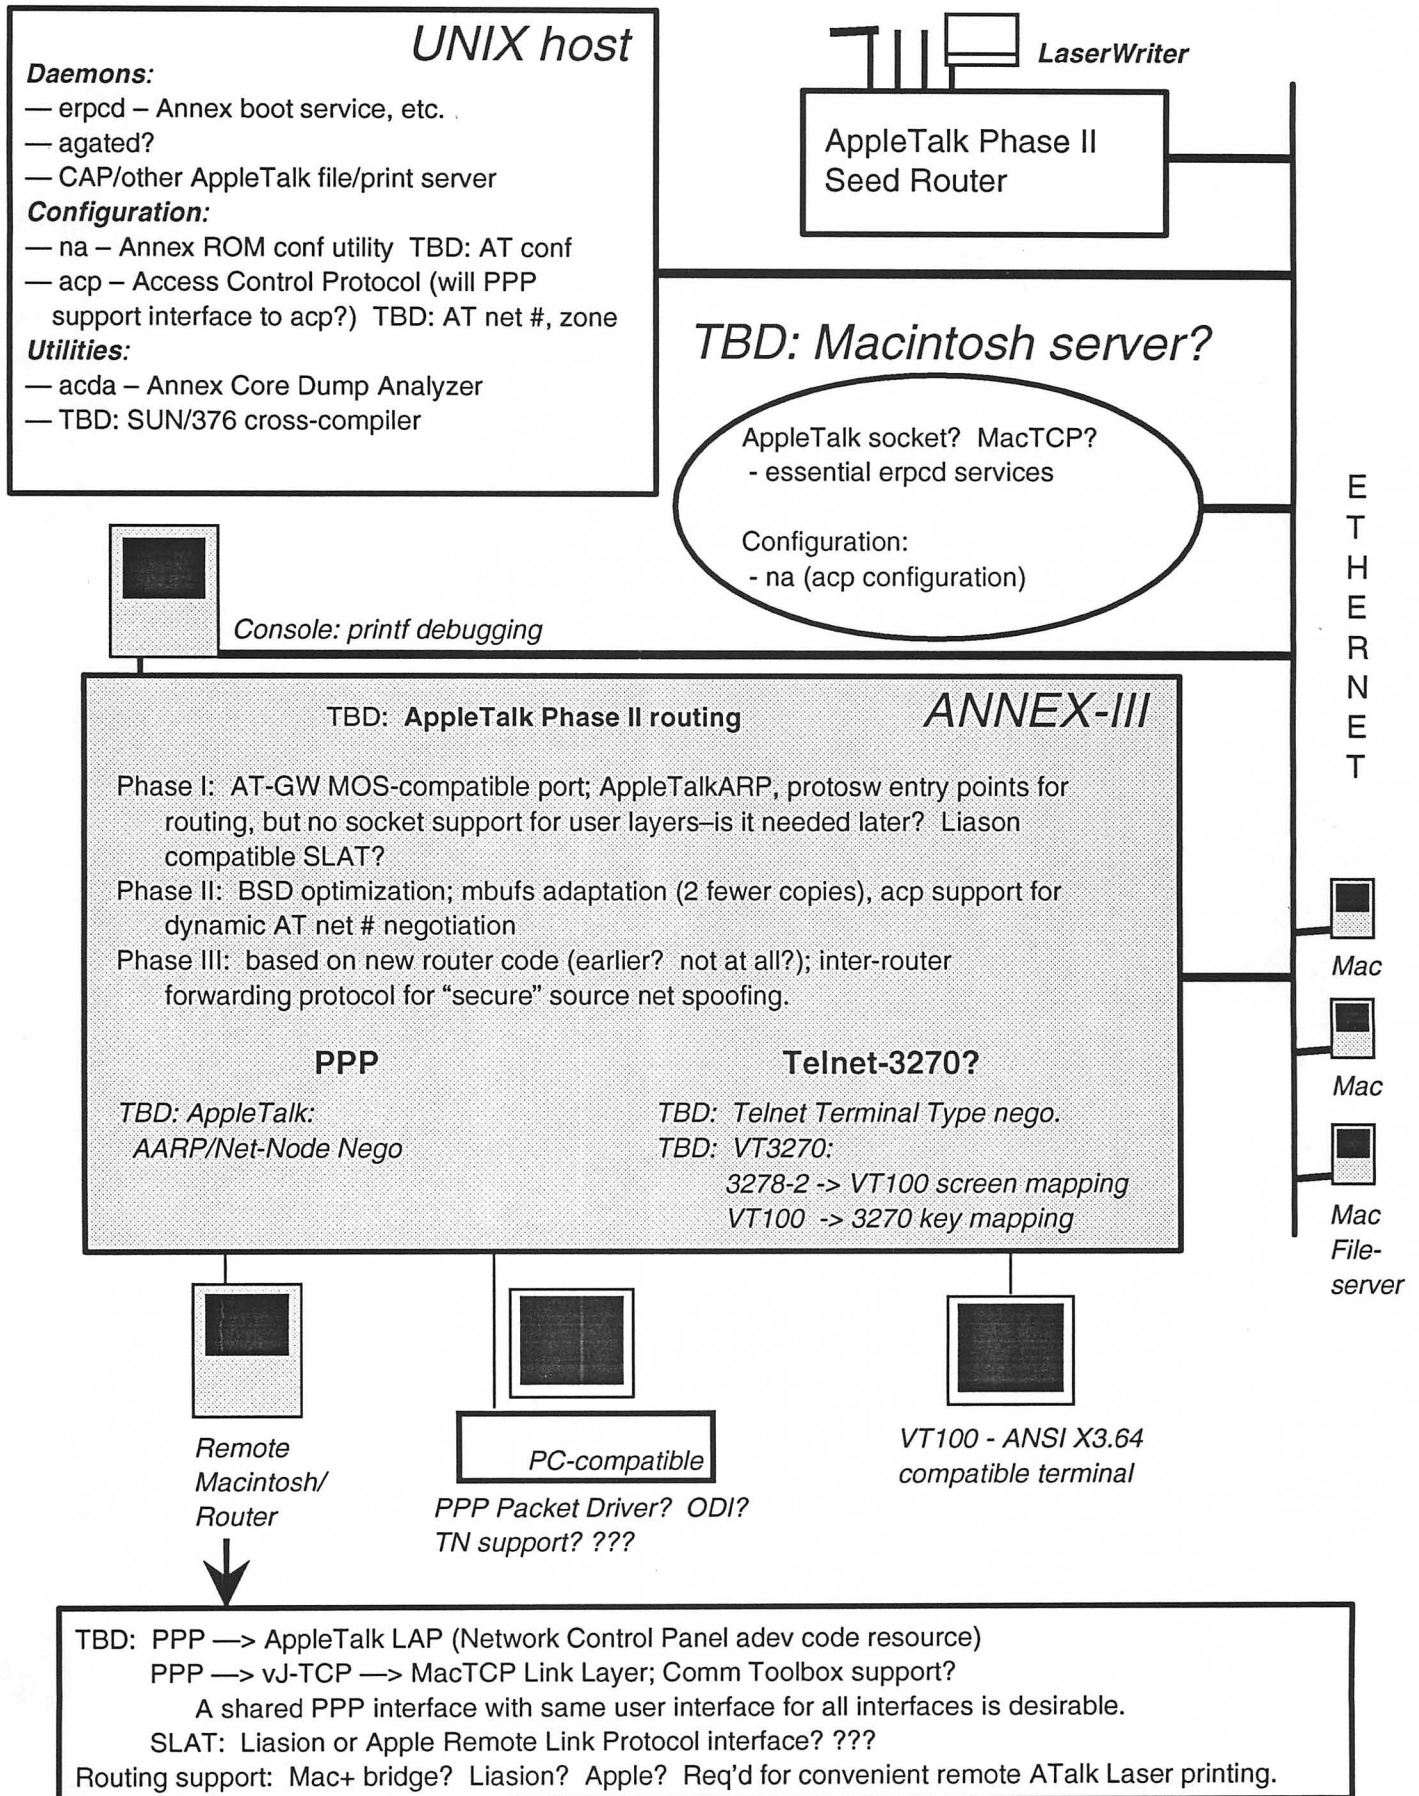 UNIX host
Daemons:
— erpcd – Annex boot service, etc.
— agated?
— CAP/other AppleTalk file/print server
Configuration:
— na – Annex ROM conf utility  TBD: AT conf
— acp – Access Control Protocol (will PPP
support interface to acp?)  TBD: AT net #, zone
Utilities:
— acda – Annex Core Dump Analyzer
— TBD: SUN/376 cross-compiler
LaserWriter
AppleTalk Phase II
Seed Router
TBD: Macintosh server?
AppleTalk socket?  MacTCP?
- essential erpcd services
Configuration:
- na (acp configuration)
E
T
H
E
R
N
E
T
Console: printf debugging
ANNEX-III
TBD:  AppleTalk Phase II routing
Phase I:  AT-GW MOS-compatible port; AppleTalkARP, protosw entry points for
routing, but no socket support for user layers–is it needed later?  Liason
compatible SLAT?
Phase II:  BSD optimization; mbufs adaptation (2 fewer copies), acp support for
dynamic AT net # negotiation
Phase III:  based on new router code (earlier?  not at all?); inter-router
forwarding protocol for “secure” source net spoofing.
PPP
TBD: AppleTalk:
AARP/Net-Node Nego
Telnet-3270?
TBD:  Telnet Terminal Type nego.
TBD:  VT3270:
3278-2 -> VT100 screen mapping
VT100  -> 3270 key mapping
Mac
Mac
Mac
File-
server
Remote
Macintosh/
Router
PC-compatible
PPP Packet Driver?  ODI?
TN support? ???
VT100 - ANSI X3.64
compatible terminal
TBD:  PPP —> AppleTalk LAP (Network Control Panel adev code resource)
PPP —> vJ-TCP —> MacTCP Link Layer; Comm Toolbox support?
A shared PPP interface with same user interface for all interfaces is desirable.
SLAT:  Liasion or Apple Remote Link Protocol interface? ???
Routing support:  Mac+ bridge?  Liasion?  Apple?  Req'd for convenient remote ATalk Laser printing.